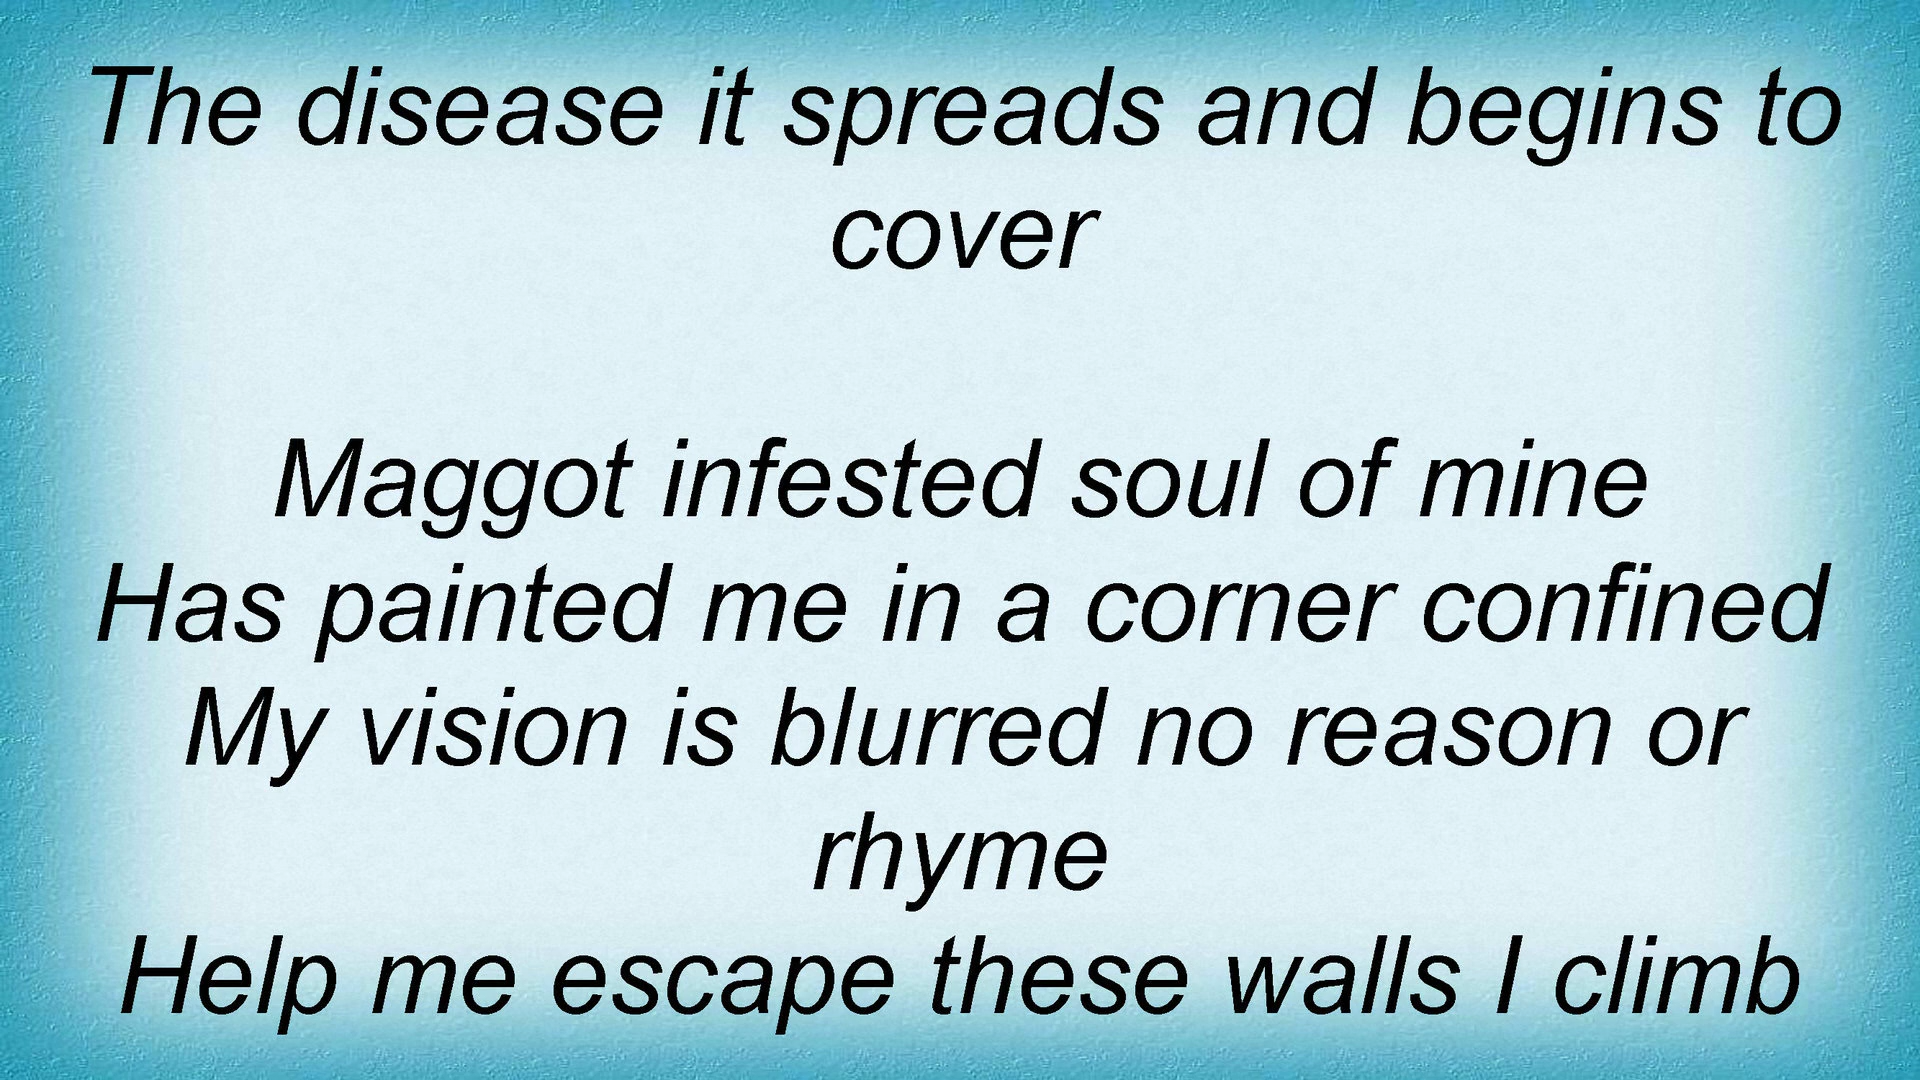 The disease it spreads and begins to
cover
Maggot infested soul of mine
Has painted me in a corner confined
My vision is blurred no reason or
rhyme
Help me escape these walls I climb